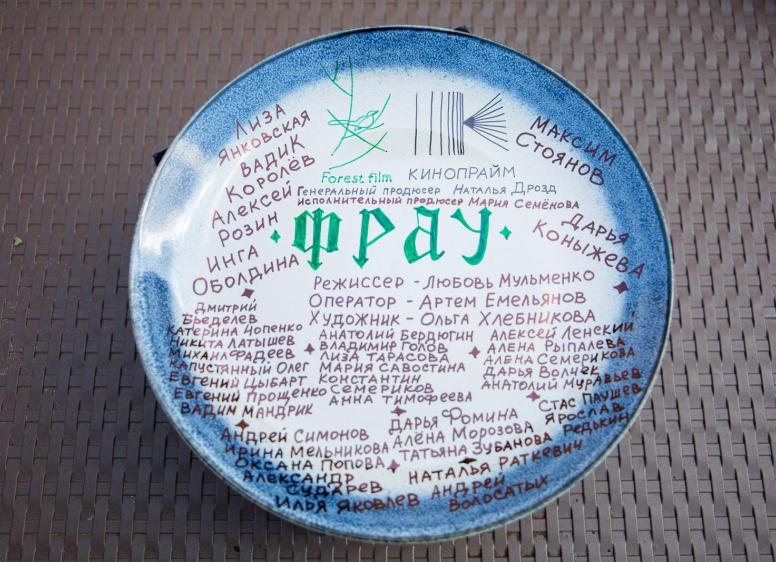 Лиза
Янковская
Вадик
Королёв
Алексей
Розин
Инга
Оболдина
Forest film
КИНОПРАЙМ
Максим
Стоянов
Дарья
Коныжева
Генеральный продюсер Наталья Дрозд
исполнительный продюсер Мария Семёнова
ФРАУ
Режиссер - Любовь Мульменко
Оператор - Артем Емельянов
Художник - Ольга Хлебникова
Дмитрий
Катерина Чопенко
Никита Латышев
Михаил Фадеев
Капустянный Олег
Евгений Цыбарт
Евгений Прощенко
Вадим Мандрик
Анатолий Бердюгин
Владимир Голов
Лиза Тарасова
Мария Савостина
Константин
Семериков
Анна Тимофеева
Алексей Ленский
Алена Рыпалева
Алёна Семерикова
Дарья Волчек
Анатолий Муравьев
Стас Паушев
Ярослав
Редькин
Андрей Симонов
Ирина Мельникова
Оксана Попова
Александр
Сударев
Илья Яковлев
Дарья Фомина
Алёна Морозова
Татьяна Зубанова
Наталья Раткевич
Андрей
Волосатых